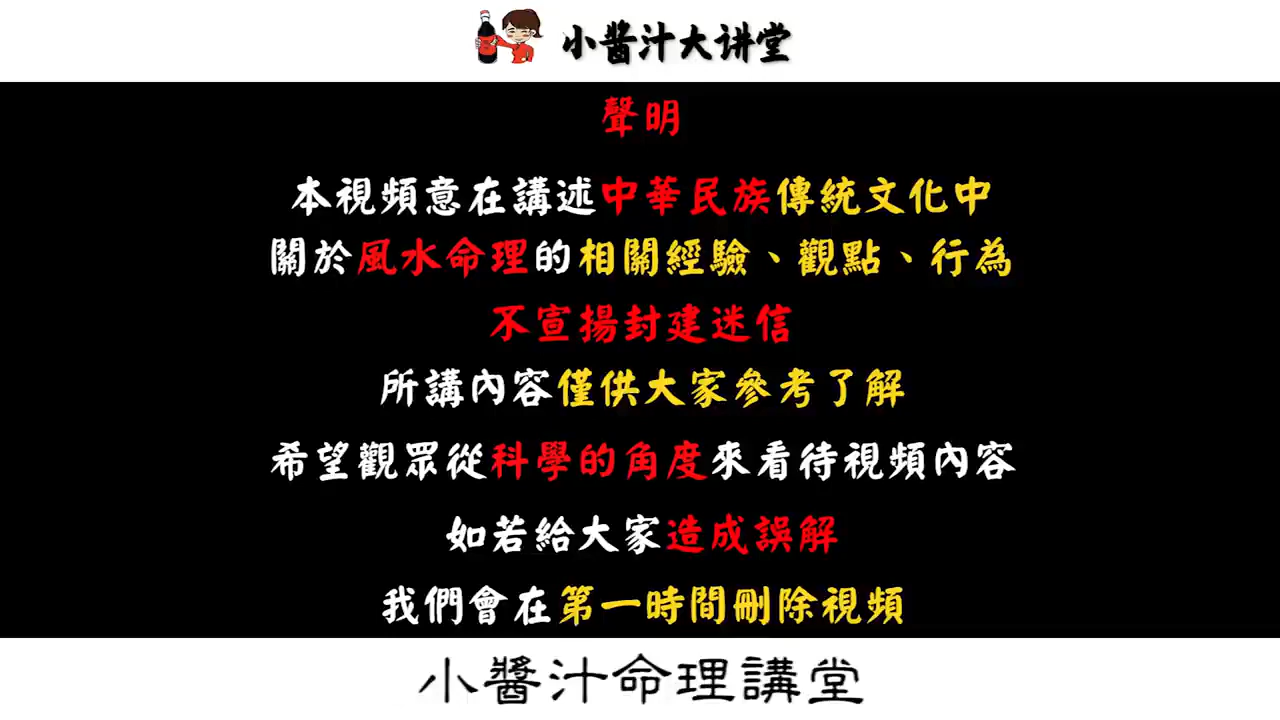 小醬汁大讲堂
聲明
本視頻意在講述中華民族傳統文化中
關於風水命理的相關經驗、觀點、行為
不宣揚封建迷信
所講內容僅供大家參考了解
希望觀眾從科學的角度來看待視頻內容
如若給大家造成誤解
我們會在第一時間刪除視頻
小醬汁命理講堂